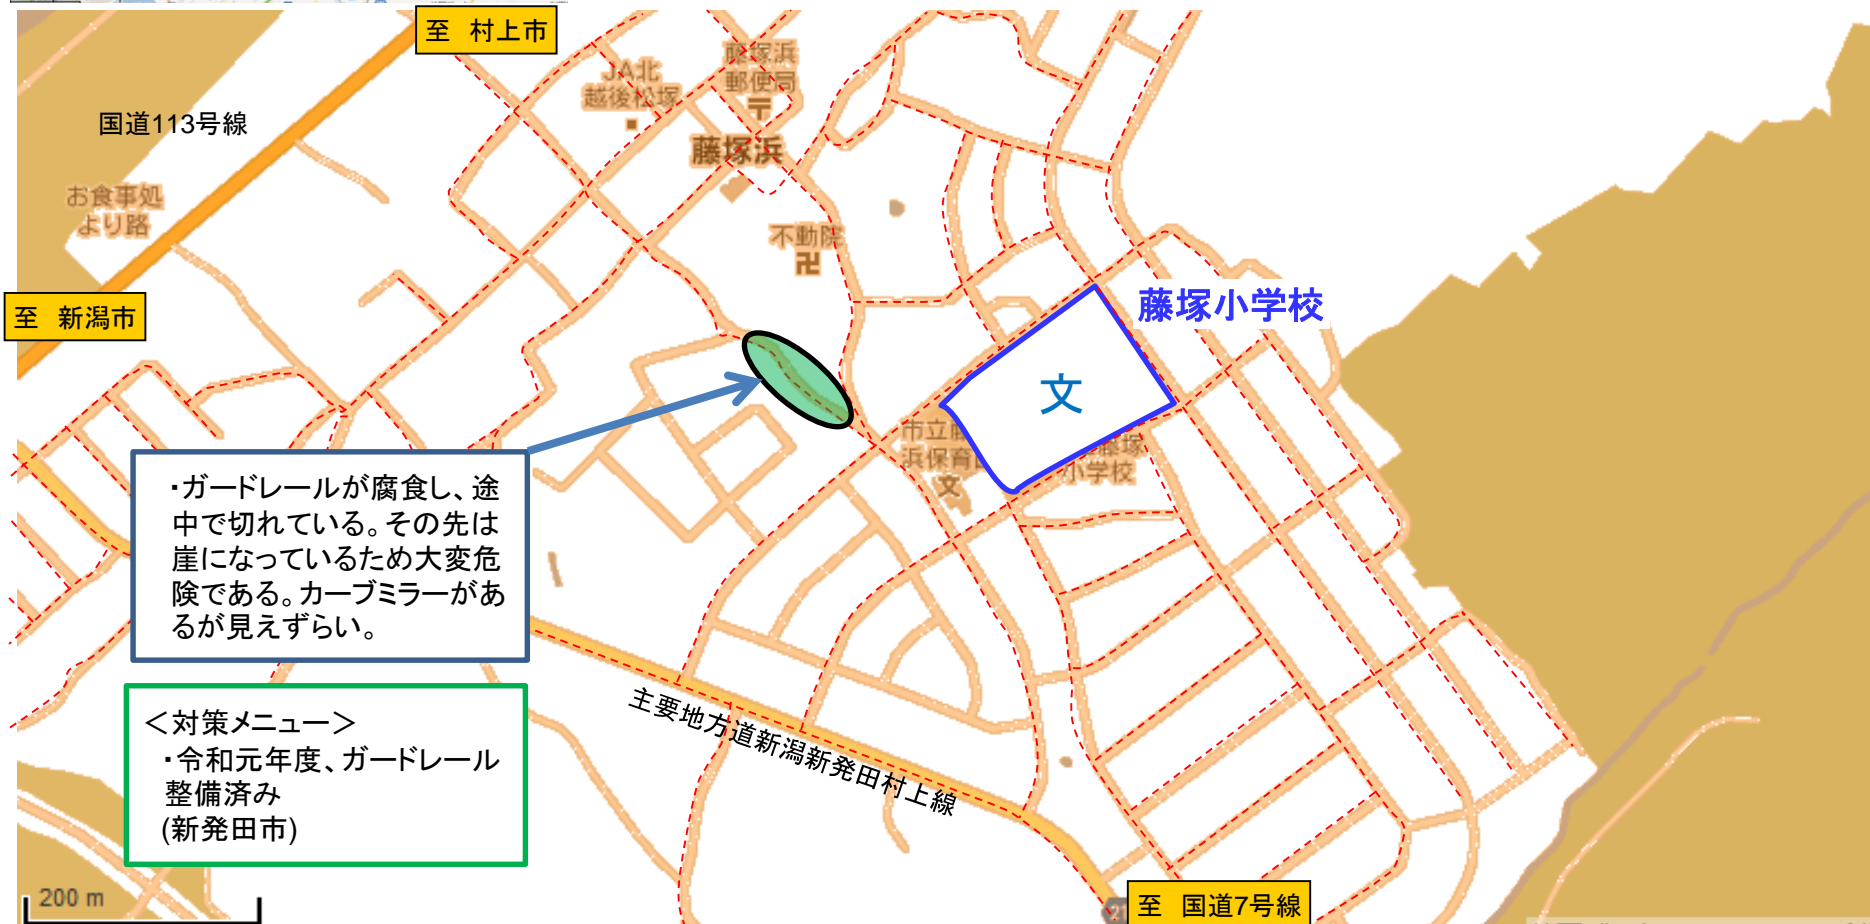 至 村上市
国道113号線
JA北
越後松塚
藤塚浜
郵便局
藤塚浜
お食事処
より路
不動院
至 新潟市
藤塚小学校
文
市立藤
浜保育
文
藤塚
小学校
・ガードレールが腐食し、途
中で切れている。その先は
崖になっているため大変危
険である。カーブミラーがあ
るが見えずらい。
＜対策メニュー＞
・令和元年度、ガードレール
整備済み
(新発田市)
主要地方道新潟新発田村上線
200 m
至 国道7号線